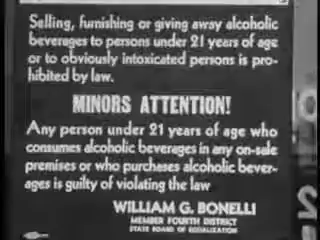 Selling, furnishing or giving away alcoholic
beverages to persons under 21 years of age
or to obviously intoxicated persons is pro-
hibited by law.
MINORS ATTENTION!
Any person under 21 years of age who
consumes alcoholic beverages in any on-sale
premises or who purchases alcoholic bever-
ages is guilty of violating the law
WILLIAM G. BONELLI
MEMBER FOURTH DISTRICT
STATE BOARD OF EQUALIZATION